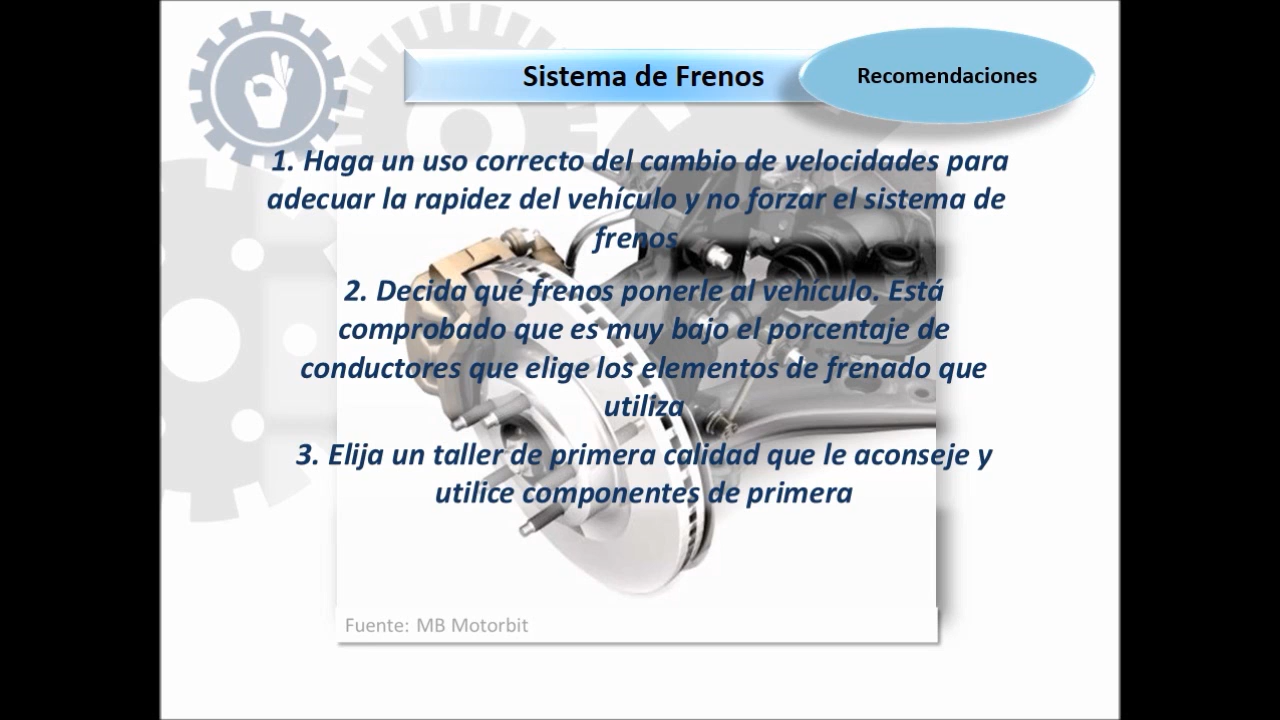 Sistema de Frenos
Recomendaciones
1. Haga un uso correcto del cambio de velocidades para
adecuar la rapidez del vehículo y no forzar el sistema de
frenos
2. Decida qué frenos ponerle al vehículo. Está
comprobado que es muy bajo el porcentaje de
conductores que elige los elementos de frenado que
utiliza
3. Elija un taller de primera calidad que le aconseje y
utilice componentes de primera
Fuente: MB Motorbit